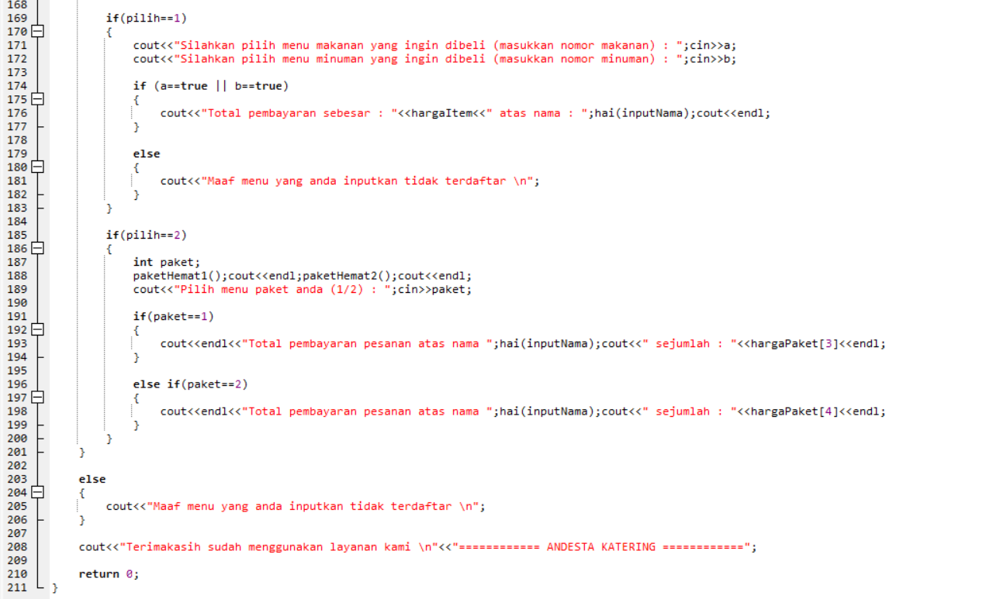 168
169 if(pilih==1)
170 {
171 cout<<"Silahkan pilih menu makanan yang ingin dibeli (masukkan nomor makanan) : ";cin>>a;
172 cout<<"Silahkan pilih menu minuman yang ingin dibeli (masukkan nomor minuman) : ";cin>>b;
173
174 if (a==true || b==true)
175 {
176 cout<<"Total pembayaran sebesar : "<<hargaItem<<" atas nama : ";hai(inputNama);cout<<endl;
177 }
178
179 else
180 {
181 cout<<"Maaf menu yang anda inputkan tidak terdaftar \n";
182 }
183 }
184
185 if(pilih==2)
186 {
187 int paket;
188 paketHemat1();cout<<endl;paketHemat2();cout<<endl;
189 cout<<"Pilih menu paket anda (1/2) : ";cin>>paket;
190
191 if(paket==1)
192 {
193 cout<<endl<<"Total pembayaran pesanan atas nama ";hai(inputNama);cout<<" sejumlah : "<<hargaPaket[3]<<endl;
194 }
195
196 else if(paket==2)
197 {
198 cout<<endl<<"Total pembayaran pesanan atas nama ";hai(inputNama);cout<<" sejumlah : "<<hargaPaket[4]<<endl;
199 }
200 }
201 }
202
203 else
204 {
205 cout<<"Maaf menu yang anda inputkan tidak terdaftar \n";
206 }
207
208 cout<<"Terimakasih sudah menggunakan layanan kami \n"<<"============ ANDESTA KATERING ============";
209
210 return 0;
211 }